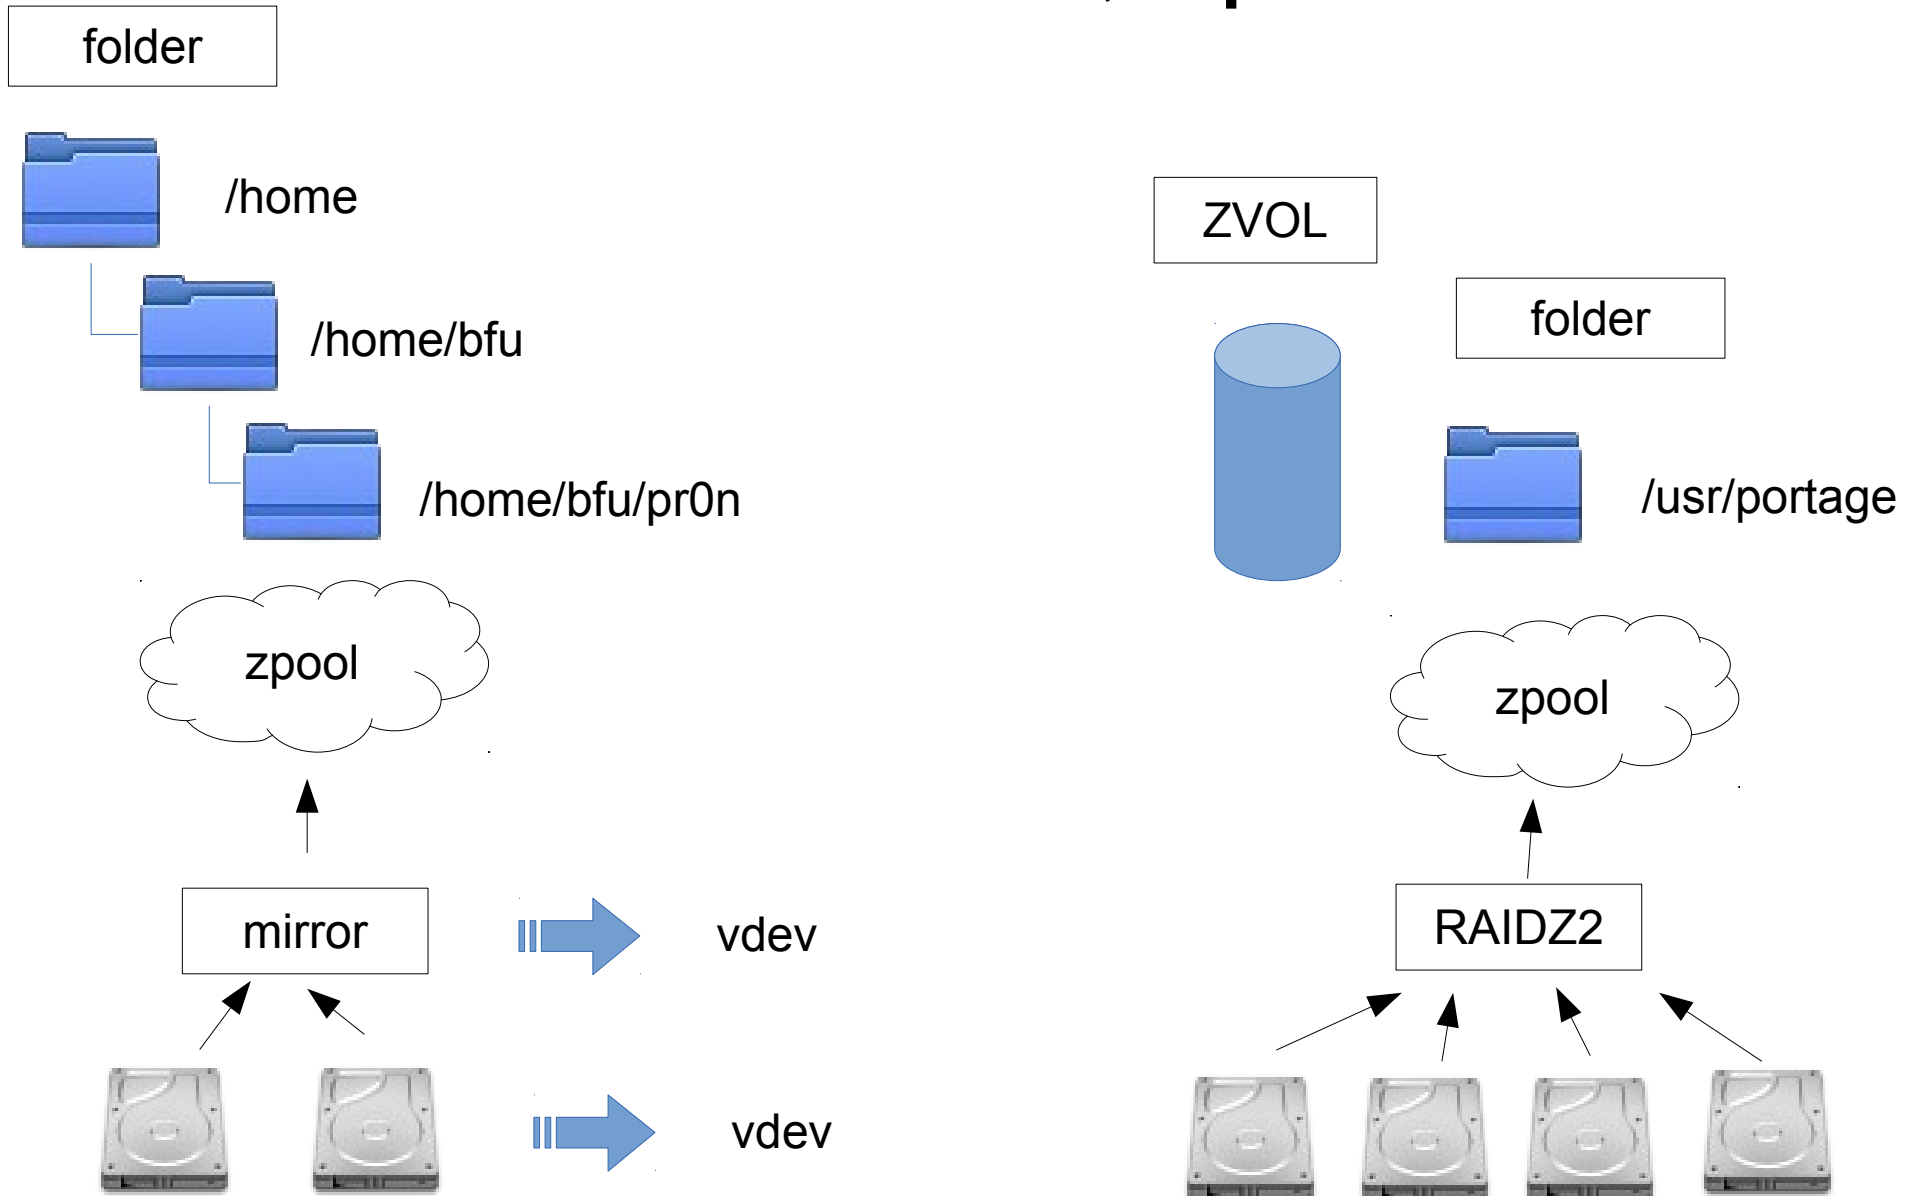 folder
/home
/home/bfu
/home/bfu/pr0n
zpool
mirror
vdev
vdev
ZVOL
folder
/usr/portage
zpool
RAIDZ2